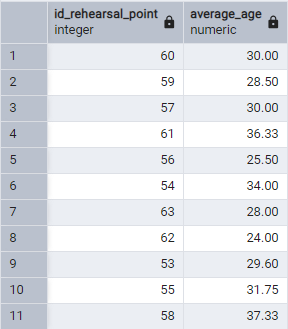 id_rehearsal_point average_age
integer numeric
1 60 30.00
2 59 28.50
3 57 30.00
4 61 36.33
5 56 25.50
6 54 34.00
7 63 28.00
8 62 24.00
9 53 29.60
10 55 31.75
11 58 37.33